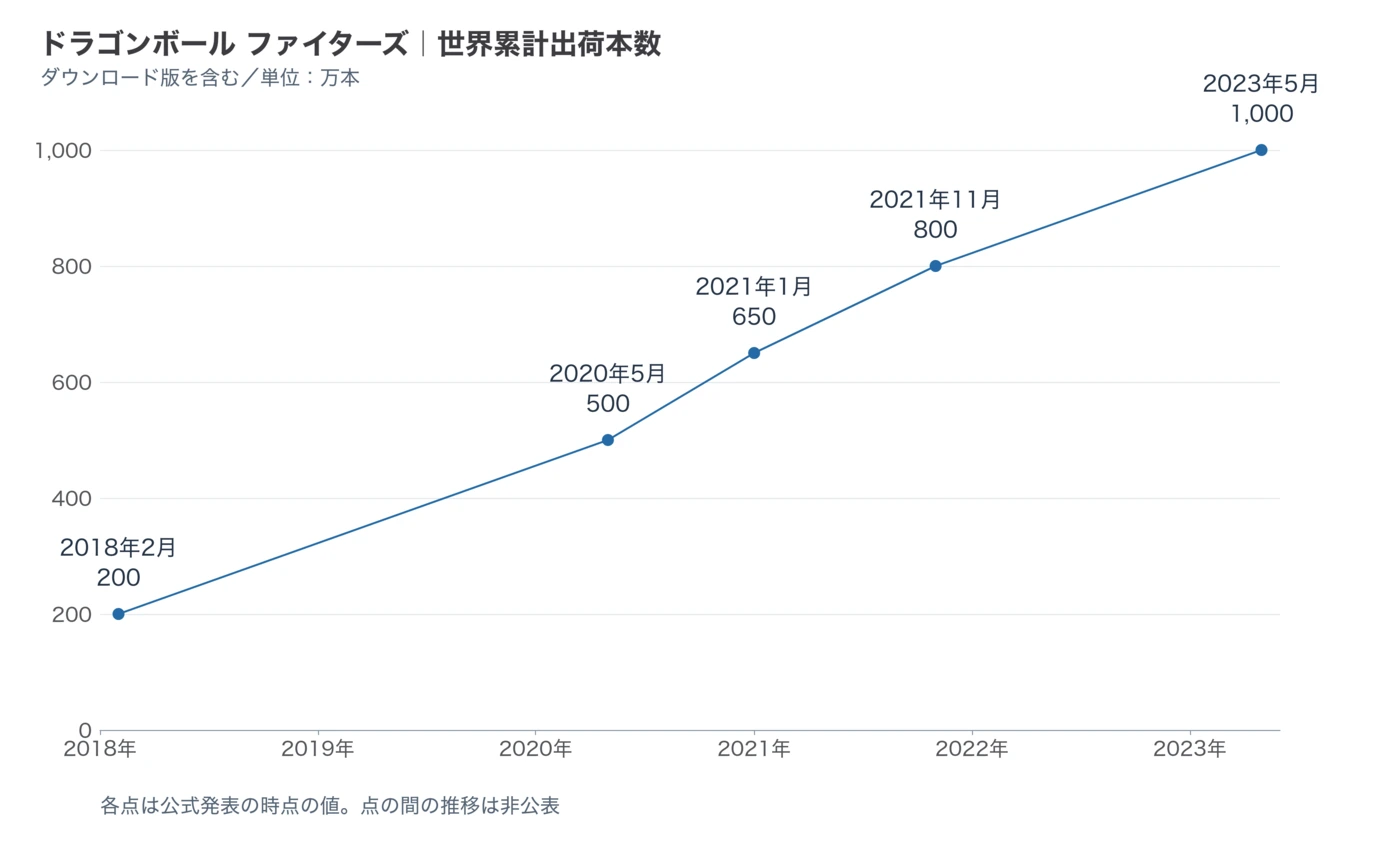 ドラゴンボール ファイターズ｜世界累計出荷本数
ダウンロード版を含む／単位：万本
2023年5月
1,000
1,000
2021年11月
800
800
2021年1月
650
2020年5月
500
600
400
2018年2月
200
200
0
2018年
2019年
2020年
2021年
2022年
2023年
各点は公式発表の時点の値。点の間の推移は非公表